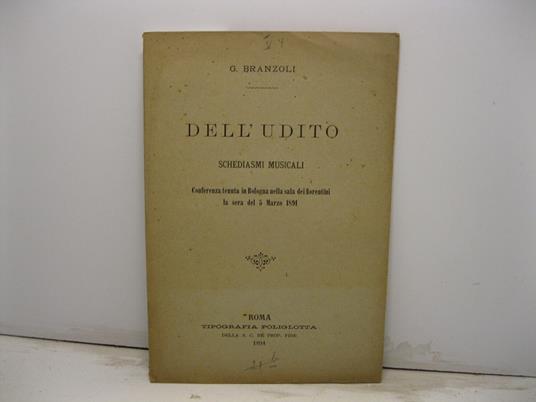 G. BRANZOLI
DELL'UDITO
SCHEDIASMI MUSICALI
Conferenza tenuta in Bologna nella sala dei fiorentini
la sera del 5 Marzo 1891
ROMA
TIPOGRAFIA POLIGLOTTA
DELLA S. C. DE PROP. FIDE
1891